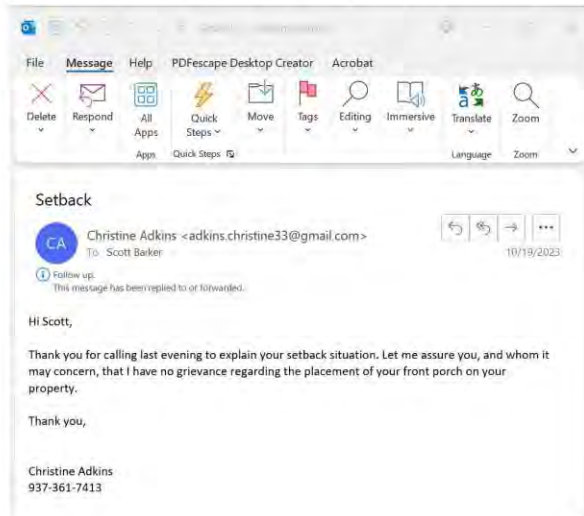 File Message Help PDFescape Desktop Creator Acrobat
Delete Respond All Apps Quick Steps Move Tags Editing Immersive Translate Zoom
Apps Quick Steps Language Zoom
Setback
CA
Christine Adkins <adkins.christine33@gmail.com>
To Scott Barker
10/19/2023
Follow up.
This message has been replied to or forwarded.
Hi Scott,
Thank you for calling last evening to explain your setback situation. Let me assure you, and whom it
may concern, that I have no grievance regarding the placement of your front porch on your
property.
Thank you,
Christine Adkins
937-361-7413